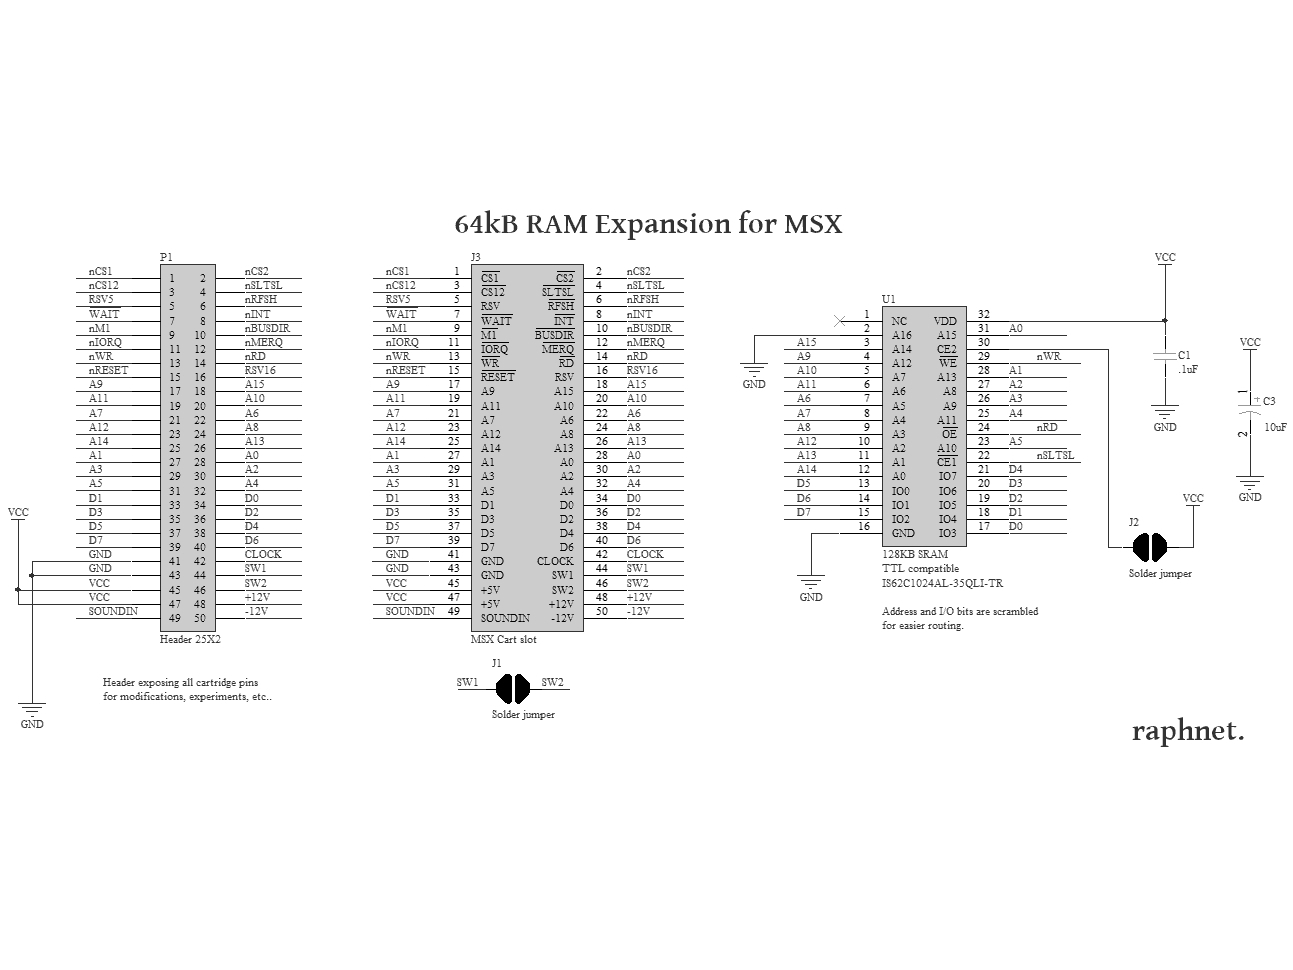 64kB RAM Expansion for MSX
P1
nCS1 1 2 nCS2
nCS12 3 4 nSLTSL
RSV5 5 6 nRFSH
WAIT 7 8 nINT
nM1 9 10 nBUSDIR
nIORQ 11 12 nMERQ
nWR 13 14 nRD
nRESET 15 16 RSV16
A9 17 18 A15
A11 19 20 A10
A7 21 22 A6
A12 23 24 A8
A14 25 26 A13
A1 27 28 A0
A3 29 30 A2
A5 31 32 A4
D1 33 34 D0
D3 35 36 D2
D5 37 38 D4
D7 39 40 D6
GND 41 42 CLOCK
GND 43 44 SW1
VCC 45 46 SW2
VCC 47 48 +12V
SOUNDIN 49 50 -12V
Header 25X2
VCC
GND
Header exposing all cartridge pins
for modifications, experiments, etc..
J3
nCS1 1 CS1 CS2 2 nCS2
nCS12 3 CS12 SLTSL 4 nSLTSL
RSV5 5 RSV RFSH 6 nRFSH
WAIT 7 WAIT INT 8 nINT
nM1 9 M1 BUSDIR 10 nBUSDIR
nIORQ 11 IORQ MERQ 12 nMERQ
nWR 13 WR RD 14 nRD
nRESET 15 RESET RSV 16 RSV16
A9 17 A9 A15 18 A15
A11 19 A11 A10 20 A10
A7 21 A7 A6 22 A6
A12 23 A12 A8 24 A8
A14 25 A14 A13 26 A13
A1 27 A1 A0 28 A0
A3 29 A3 A2 30 A2
A5 31 A5 A4 32 A4
D1 33 D1 D0 34 D0
D3 35 D3 D2 36 D2
D5 37 D5 D4 38 D4
D7 39 D7 D6 40 D6
GND 41 GND CLOCK 42 CLOCK
GND 43 GND SW1 44 SW1
VCC 45 +5V SW2 46 SW2
VCC 47 +5V +12V 48 +12V
SOUNDIN 49 SOUNDIN -12V 50 -12V
MSX Cart slot
J1
SW1 SW2
Solder jumper
U1
1 NC VDD 32
2 A16 A15 31 A0
A15 3 A14 CE2 30
A9 4 A12 WE 29 nWR
A10 5 A7 A13 28 A1
A11 6 A6 A8 27 A2
A6 7 A5 A9 26 A3
A7 8 A4 A11 25 A4
A8 9 A3 OE 24 nRD
A12 10 A2 A10 23 A5
A13 11 A1 CE1 22 nSLTSL
A14 12 A0 IO7 21 D4
D5 13 IO0 IO6 20 D3
D6 14 IO1 IO5 19 D2
D7 15 IO2 IO4 18 D1
16 GND IO3 17 D0
128KB SRAM
TTL compatible
IS62C1024AL-35QLI-TR
Address and I/O bits are scrambled
for easier routing.
GND
GND
VCC
C1
.1uF
GND
VCC
1
+
C3
10uF
2
GND
VCC
J2
Solder jumper
raphnet.